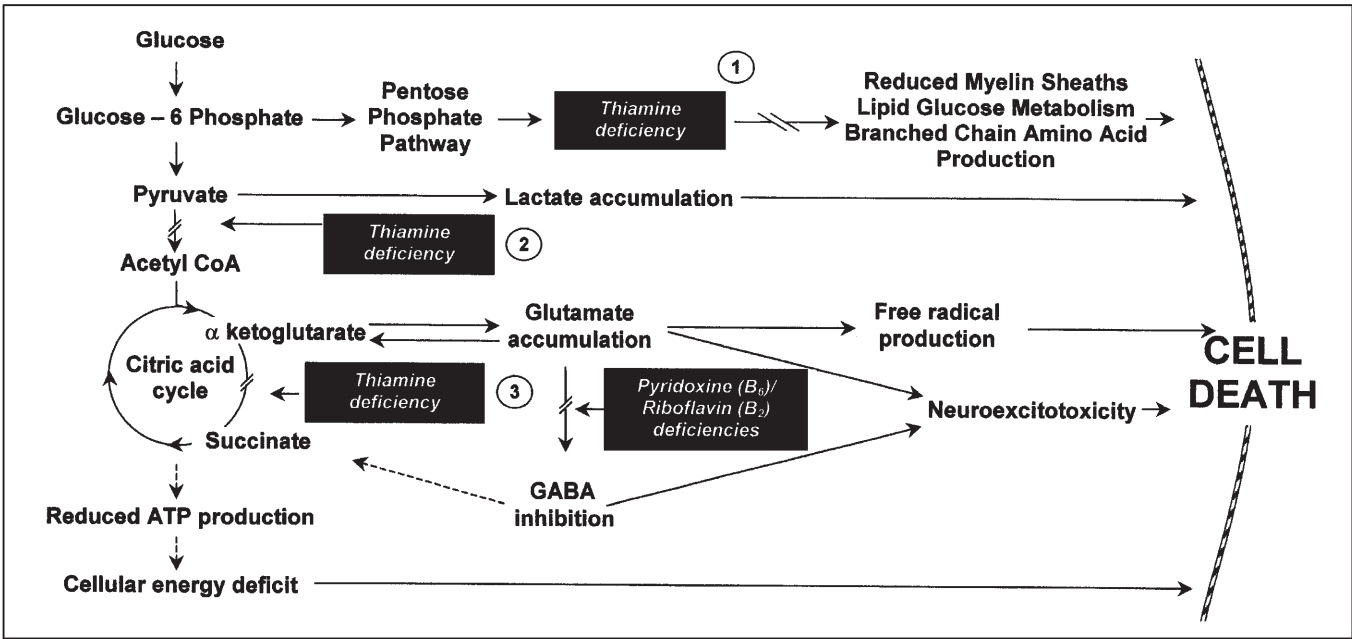 Glucose
Glucose – 6 Phosphate
Pentose
Phosphate
Pathway
Thiamine
deficiency
1
Reduced Myelin Sheaths
Lipid Glucose Metabolism
Branched Chain Amino Acid
Production
Pyruvate
Lactate accumulation
Thiamine
deficiency
2
Acetyl CoA
α ketoglutarate
Glutamate
accumulation
Free radical
production
Citric acid
cycle
Thiamine
deficiency
3
Pyridoxine (B₆)/
Riboflavin (B₂)
deficiencies
Neuroexcitotoxicity
CELL
DEATH
Succinate
GABA
inhibition
Reduced ATP production
Cellular energy deficit